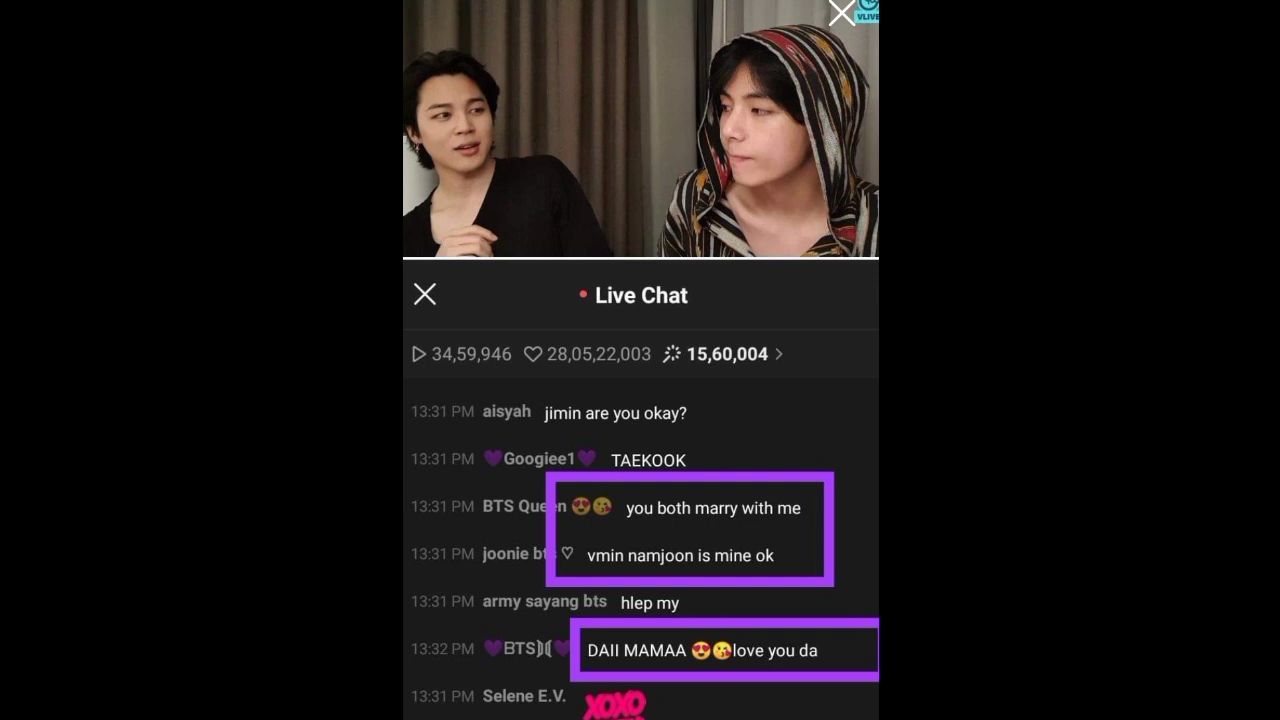 VLIVE
Live Chat
34,59,946 28,05,22,003 15,60,004
13:31 PM aisyah jimin are you okay?
13:31 PM 💜Googiee1💜 TAEKOOK
13:31 PM BTS Queen 😍😘 you both marry with me
13:31 PM joonie bts ♡ vmin namjoon is mine ok
13:31 PM army sayang bts hlep my
13:32 PM 💜BTS💜 DAII MAMAA 😍😘love you da
13:31 PM Selene E.V. XOXO